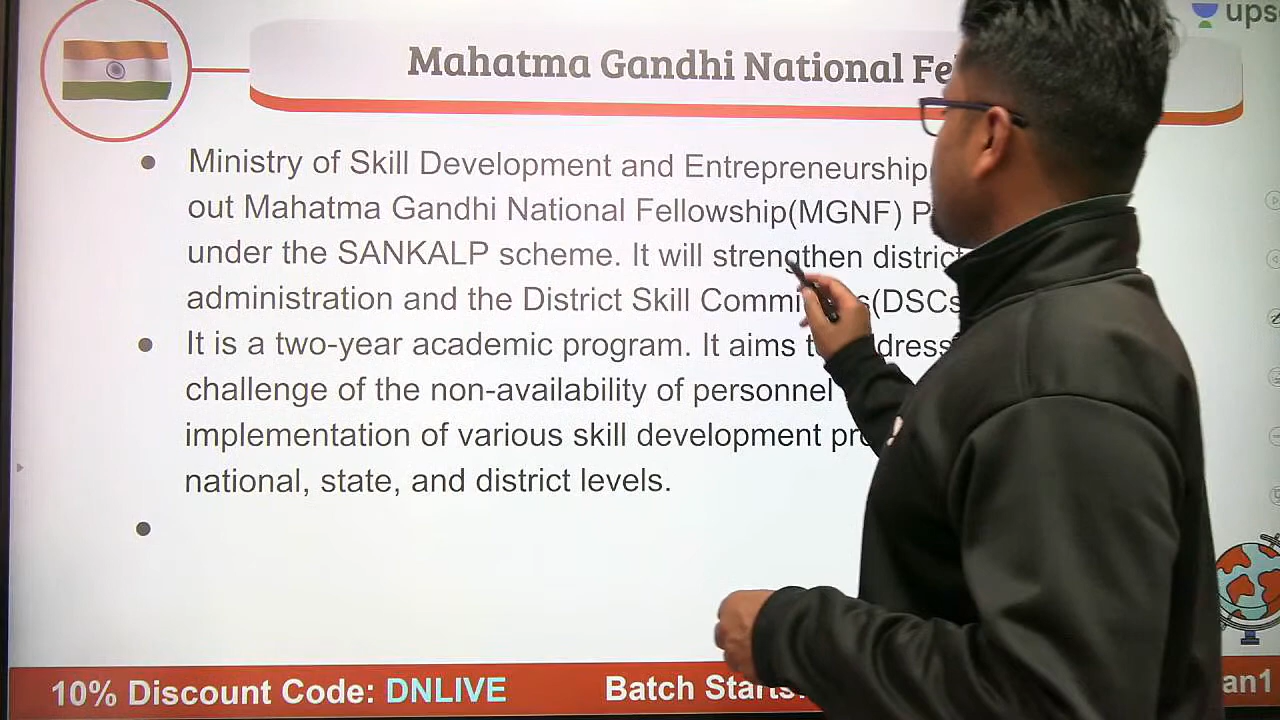 upsc
Mahatma Gandhi National Fe
Ministry of Skill Development and Entrepreneurship
out Mahatma Gandhi National Fellowship(MGNF) P
under the SANKALP scheme. It will strengthen district
administration and the District Skill (DSCs
It is a two-year academic program. It aims
challenge of the non-availability of personnel
implementation of various skill development
national, state, and district levels.
10% Discount Code: DNLIVE
Batch Starts:
an1